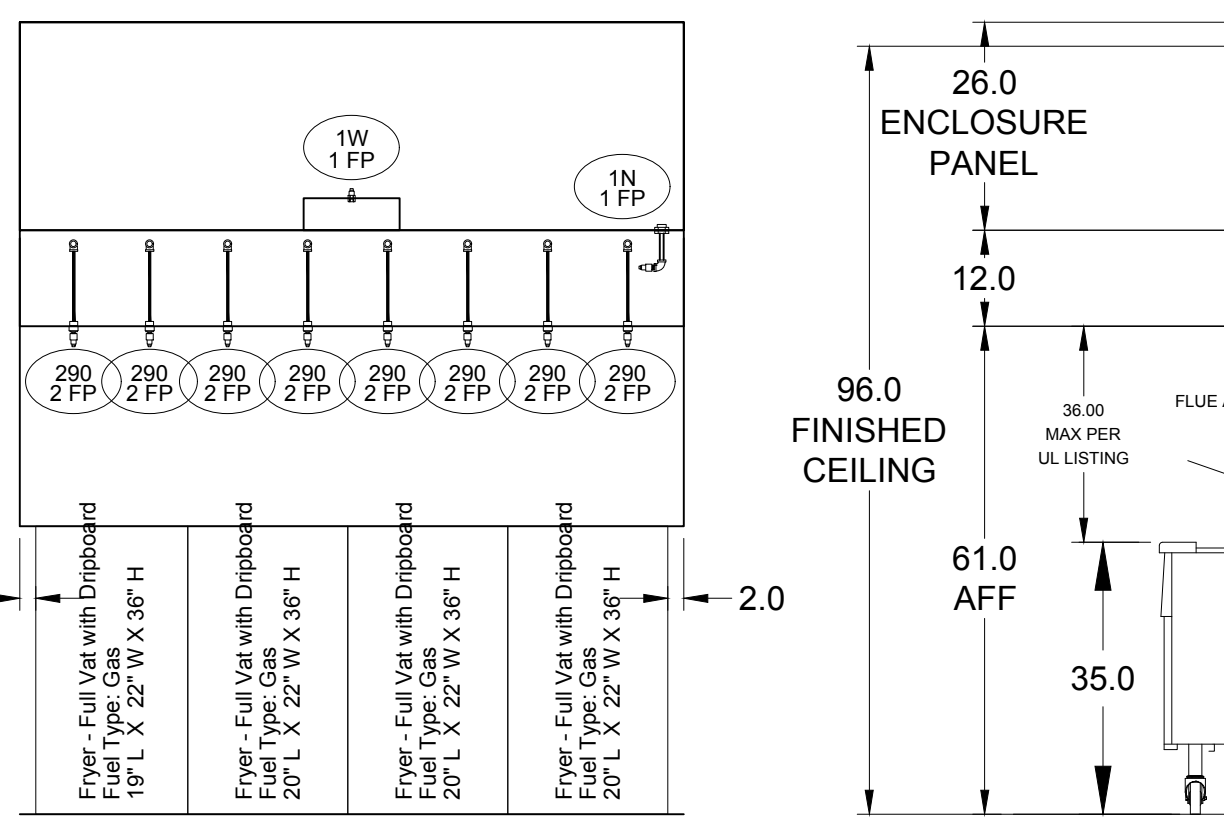 1W
1 FP
1N
1 FP
290
2 FP
290
2 FP
290
2 FP
290
2 FP
290
2 FP
290
2 FP
290
2 FP
290
2 FP
Fryer - Full Vat with Dripboard
Fuel Type: Gas
19" L X 22" W X 36" H
Fryer - Full Vat with Dripboard
Fuel Type: Gas
20" L X 22" W X 36" H
Fryer - Full Vat with Dripboard
Fuel Type: Gas
20" L X 22" W X 36" H
Fryer - Full Vat with Dripboard
Fuel Type: Gas
20" L X 22" W X 36" H
2.0
26.0
ENCLOSURE
PANEL
12.0
96.0
FINISHED
CEILING
36.00
MAX PER
UL LISTING
FLUE
61.0
AFF
35.0